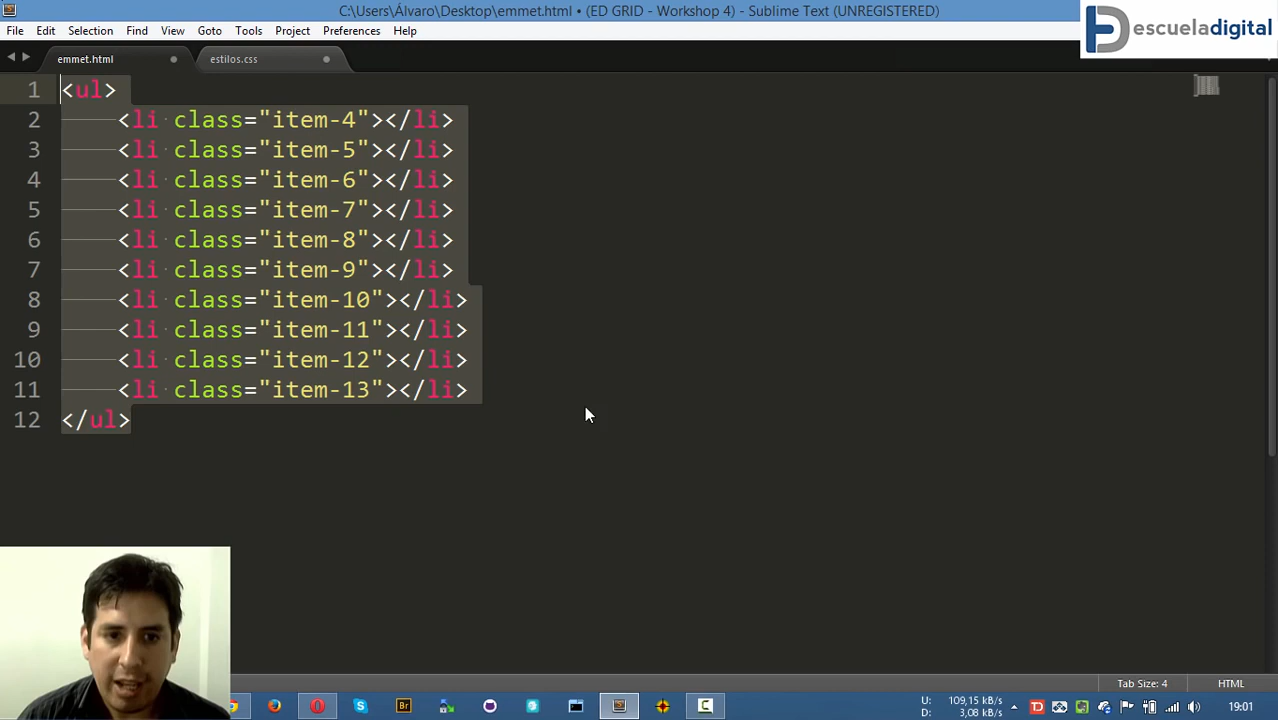 C:\Users\Álvaro\Desktop\emmet.html • (ED GRID - Workshop 4) - Sublime Text (UNREGISTERED)
escueladigital
File Edit Selection Find View Goto Tools Project Preferences Help
emmet.html estilos.css
1 <ul>
2 <li class="item-4"></li>
3 <li class="item-5"></li>
4 <li class="item-6"></li>
5 <li class="item-7"></li>
6 <li class="item-8"></li>
7 <li class="item-9"></li>
8 <li class="item-10"></li>
9 <li class="item-11"></li>
10 <li class="item-12"></li>
11 <li class="item-13"></li>
12 </ul>
Tab Size: 4 HTML
Br
U: 109,15 kB/s
D: 3,08 kB/s
19:01